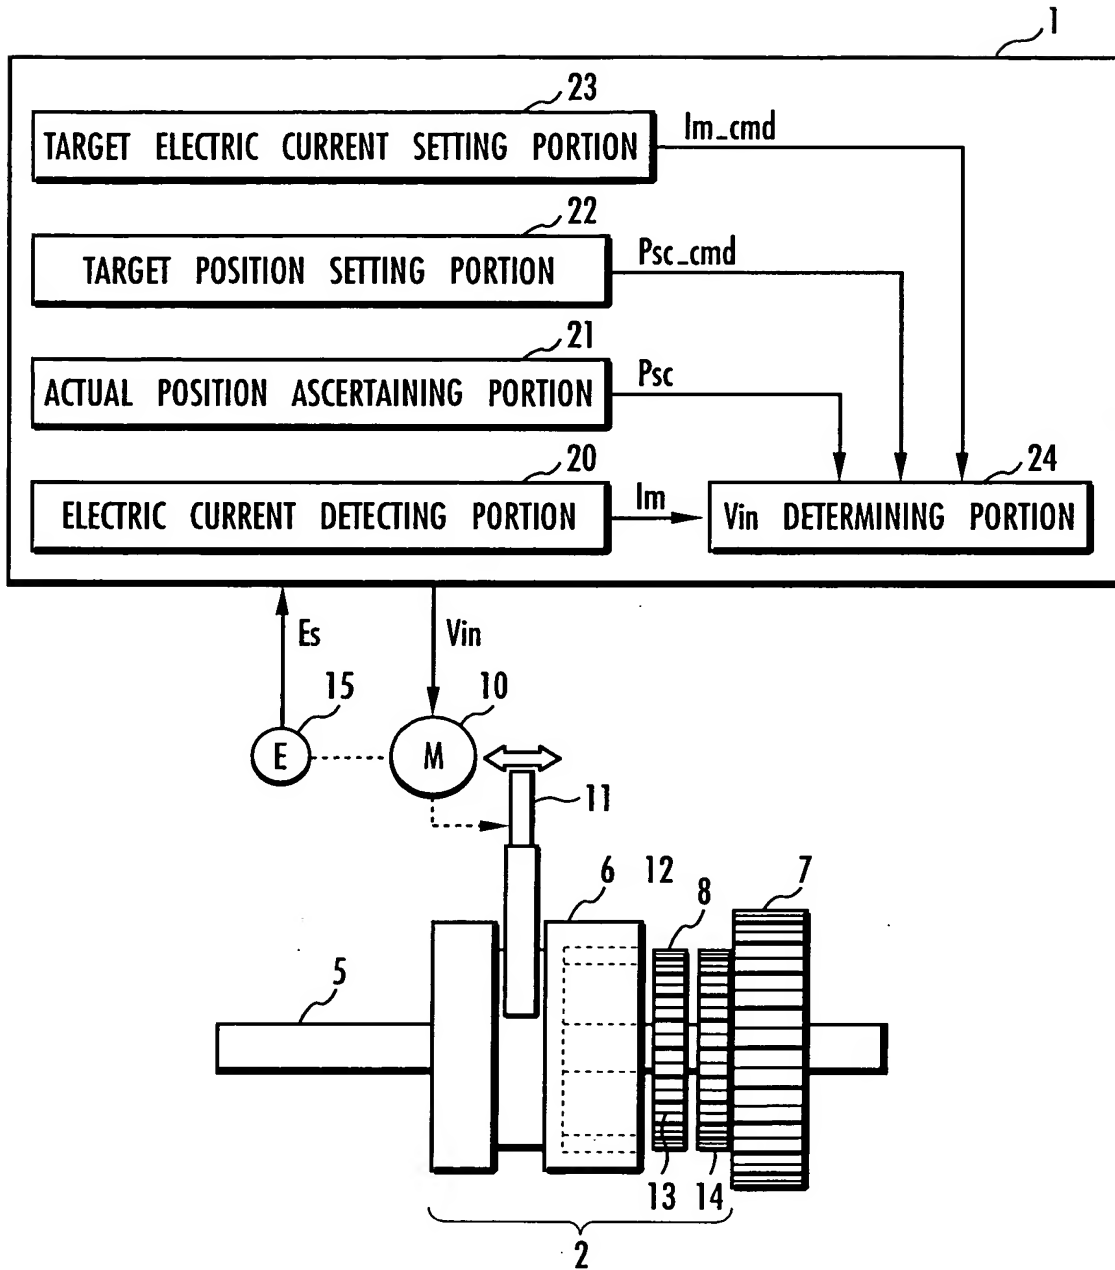 1
23
TARGET ELECTRIC CURRENT SETTING PORTION
Im_cmd
22
TARGET POSITION SETTING PORTION
Psc_cmd
21
ACTUAL POSITION ASCERTAINING PORTION
Psc
20
ELECTRIC CURRENT DETECTING PORTION
Im
24
Vin DETERMINING PORTION
Es
Vin
15
10
E
M
11
6
12
8
7
5
13
14
2